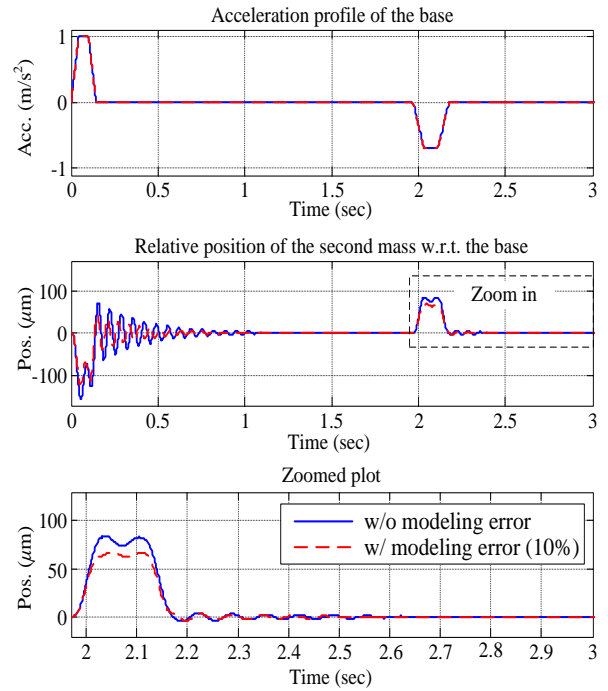 Acceleration profile of the base
1
0
-1
Acc. (m/s²)
0 0.5 1 1.5 2 2.5 3
Time (sec)
Relative position of the second mass w.r.t. the base
100
0
-100
Pos. (μm)
Zoom in
0 0.5 1 1.5 2 2.5 3
Time (sec)
Zoomed plot
100
50
0
Pos. (μm)
w/o modeling error
w/ modeling error (10%)
2 2.1 2.2 2.3 2.4 2.5 2.6 2.7 2.8 2.9 3
Time (sec)